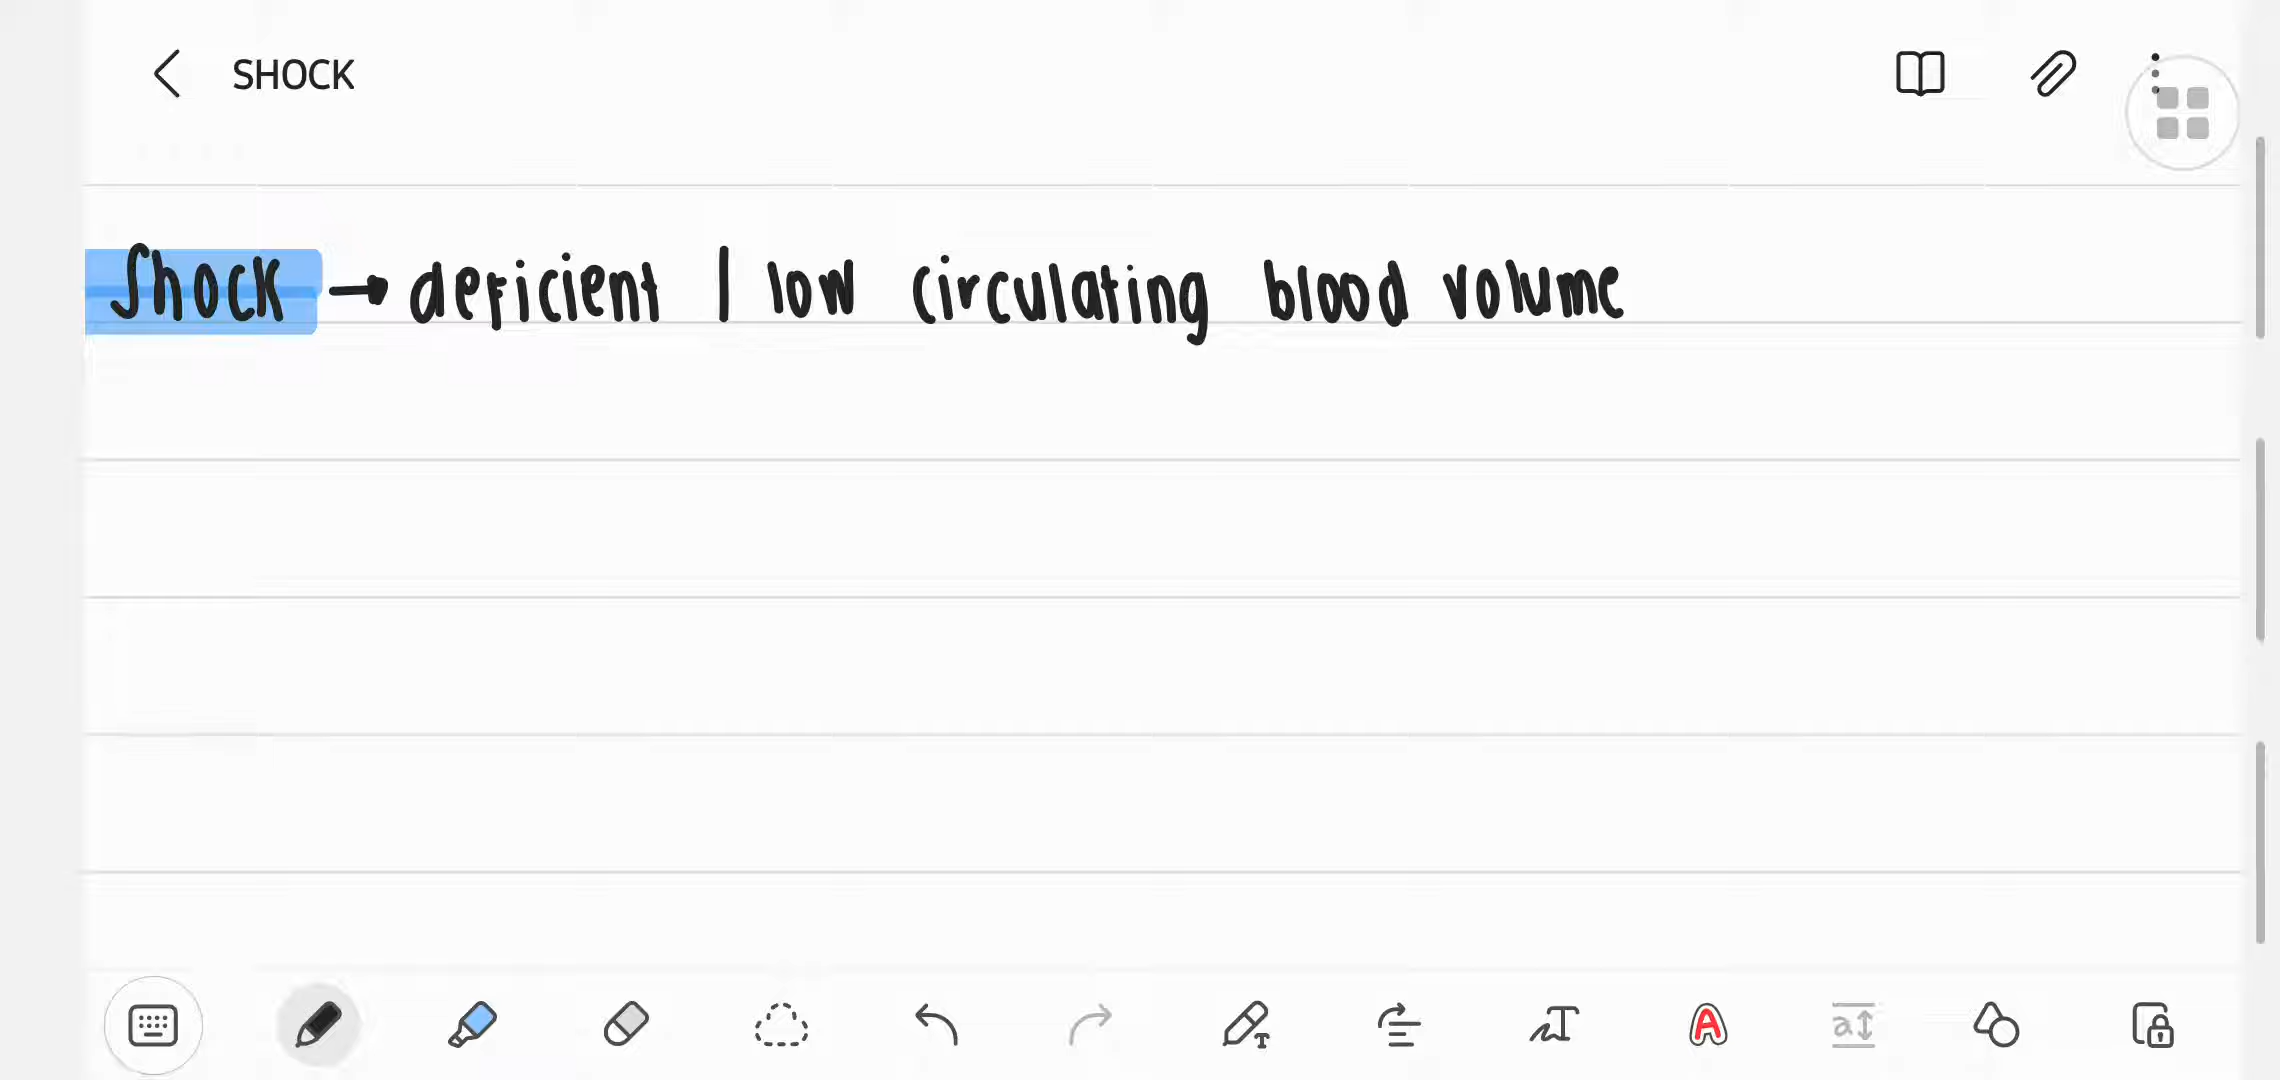 SHOCK
Shock → deficient | low circulating blood volume